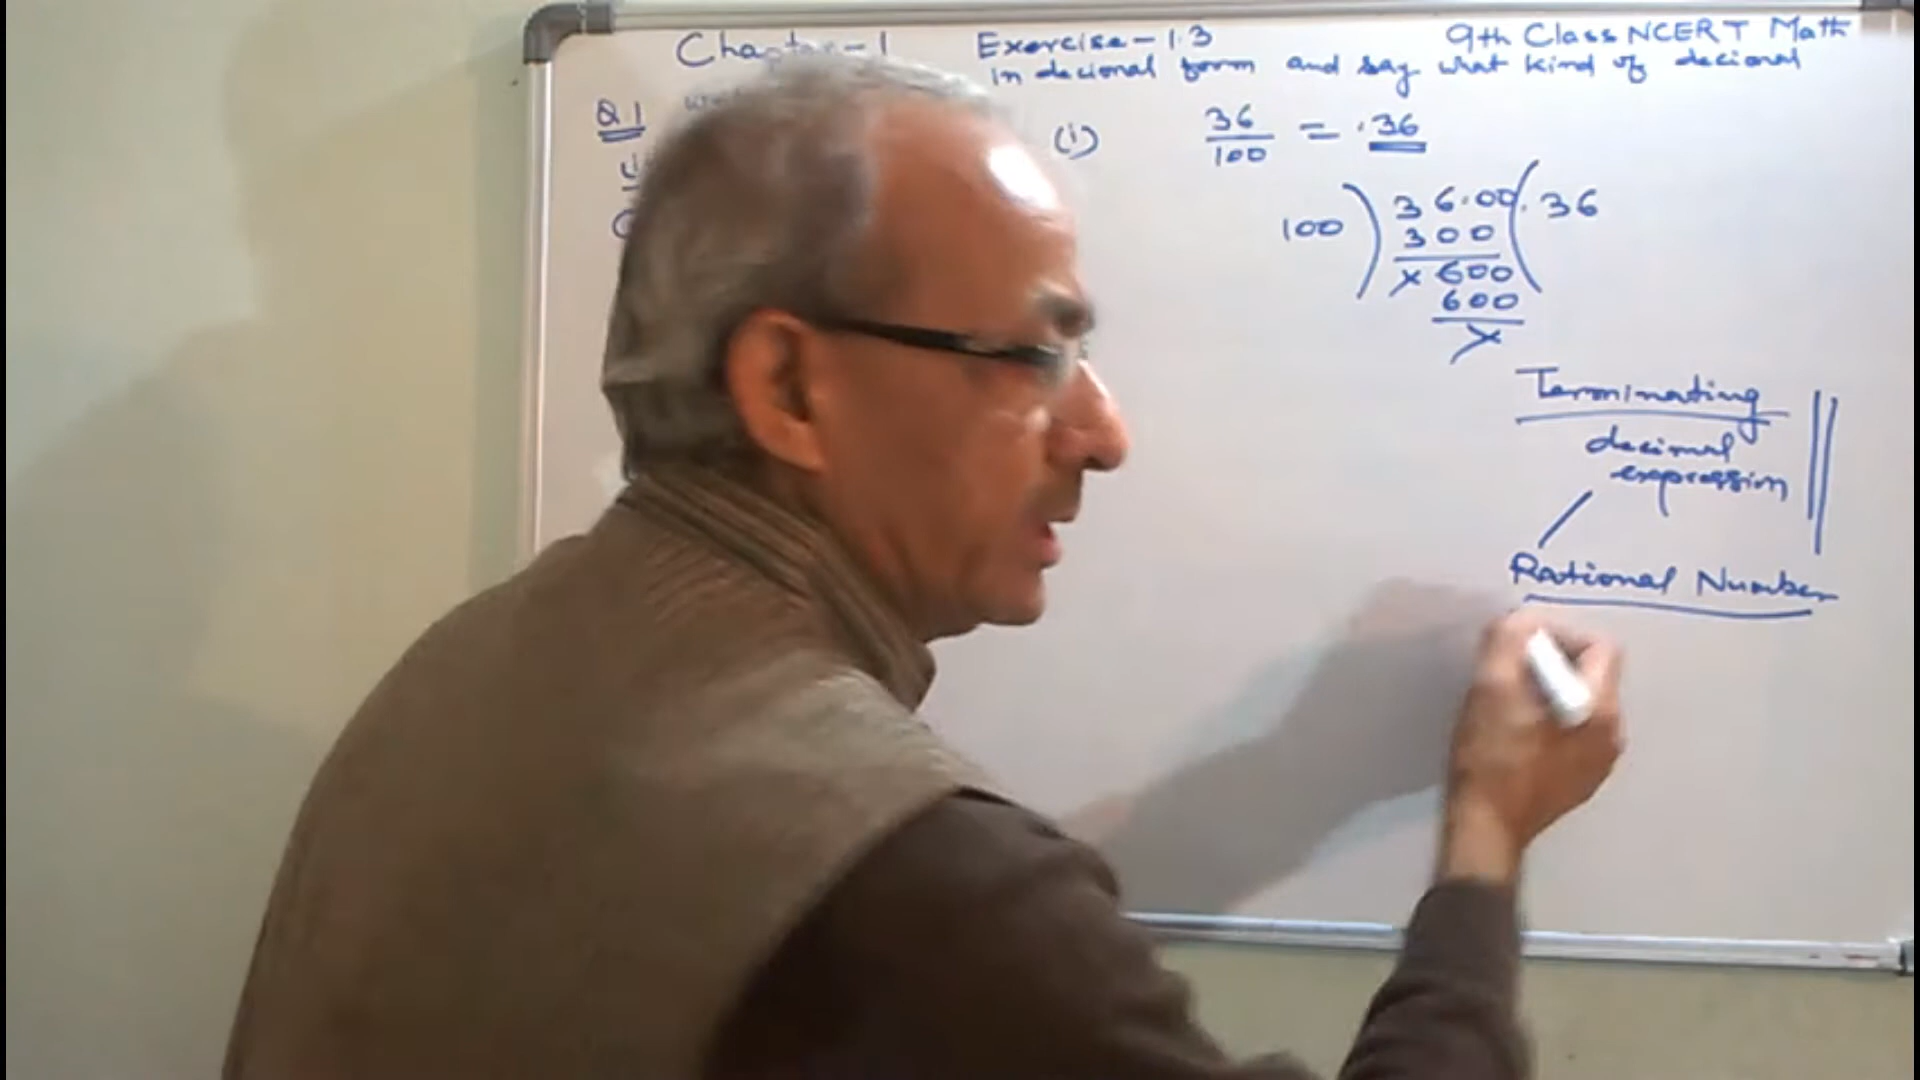 Chapter-1 Exercise-1.3 9th Class NCERT Math
in decimal form and say what kind of decimal
Q1
(i) 36/100 = .36
100) 36.00(.36
300
x 600
600
x
Terminating
decimal
expression
Rational Number